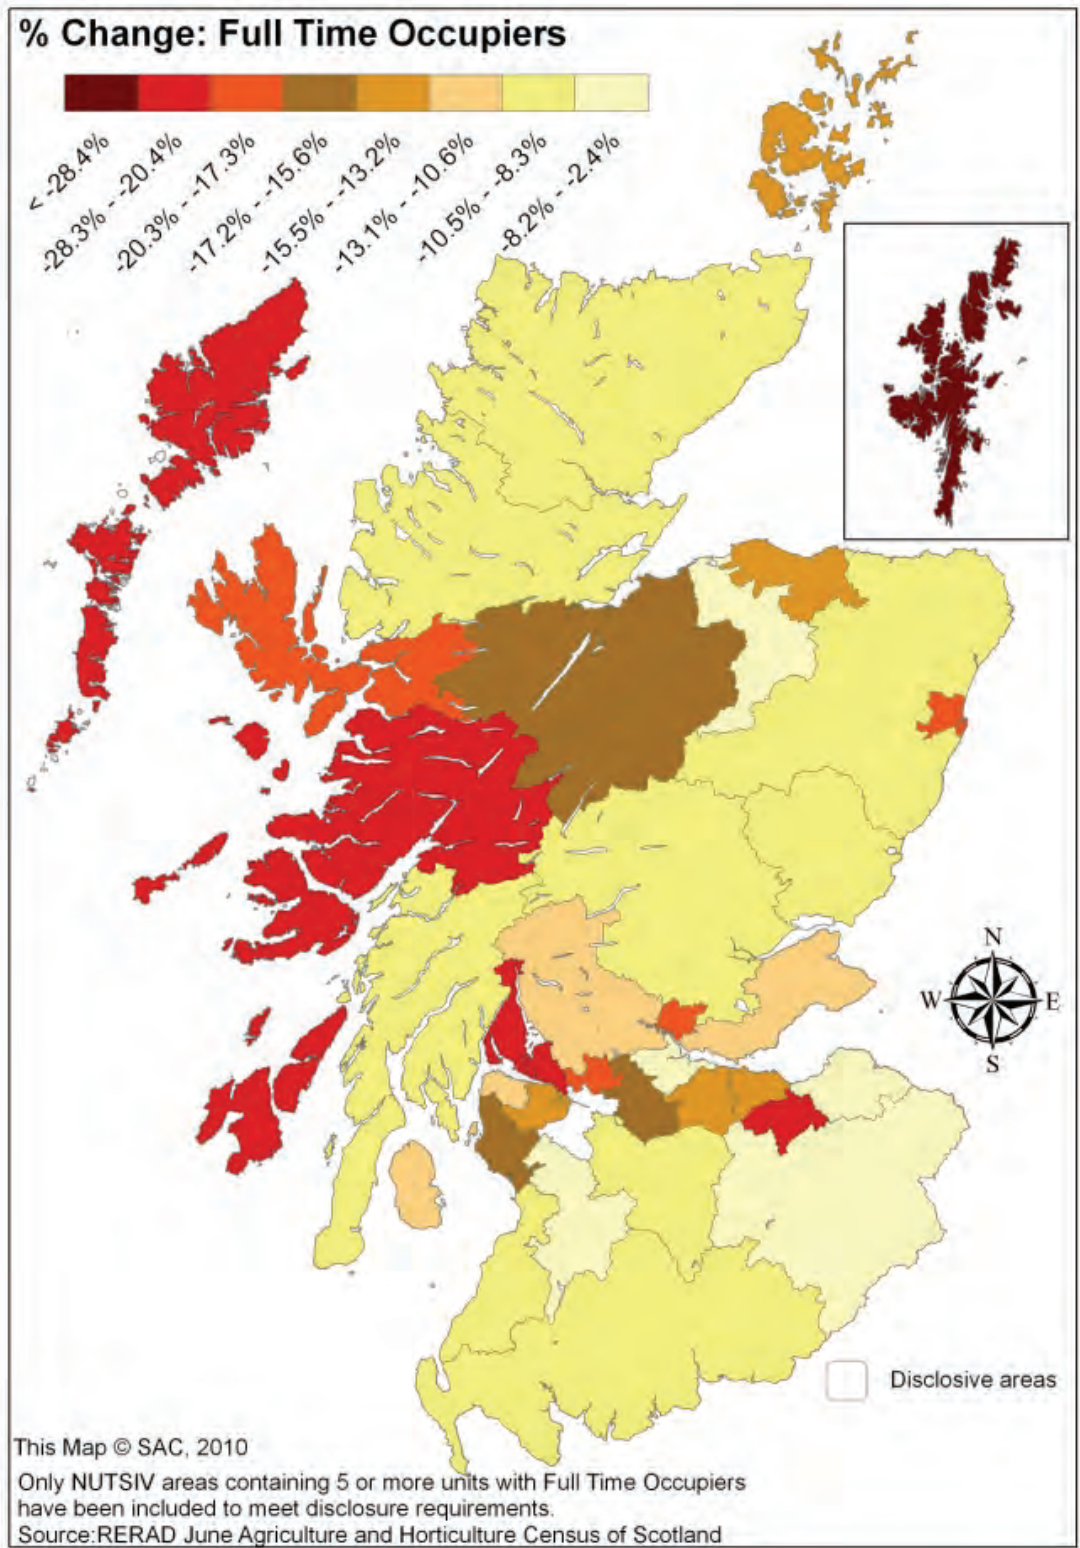 % Change: Full Time Occupiers
< -28.4%
-28.3% - -20.4%
-20.3% - -17.3%
-17.2% - -15.6%
-15.5% - -13.2%
-13.1% - -10.6%
-10.5% - -8.3%
-8.2% - -2.4%
N
W E
S
Disclosive areas
This Map © SAC, 2010
Only NUTSIV areas containing 5 or more units with Full Time Occupiers
have been included to meet disclosure requirements.
Source:RERAD June Agriculture and Horticulture Census of Scotland